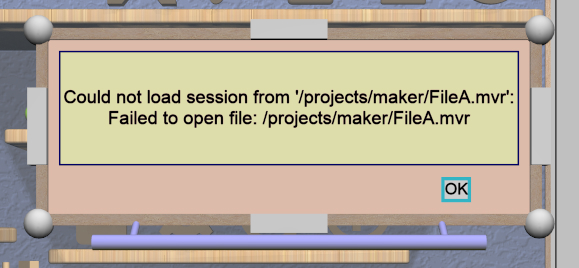 Could not load session from '/projects/maker/FileA.mvr':
Failed to open file: /projects/maker/FileA.mvr
OK